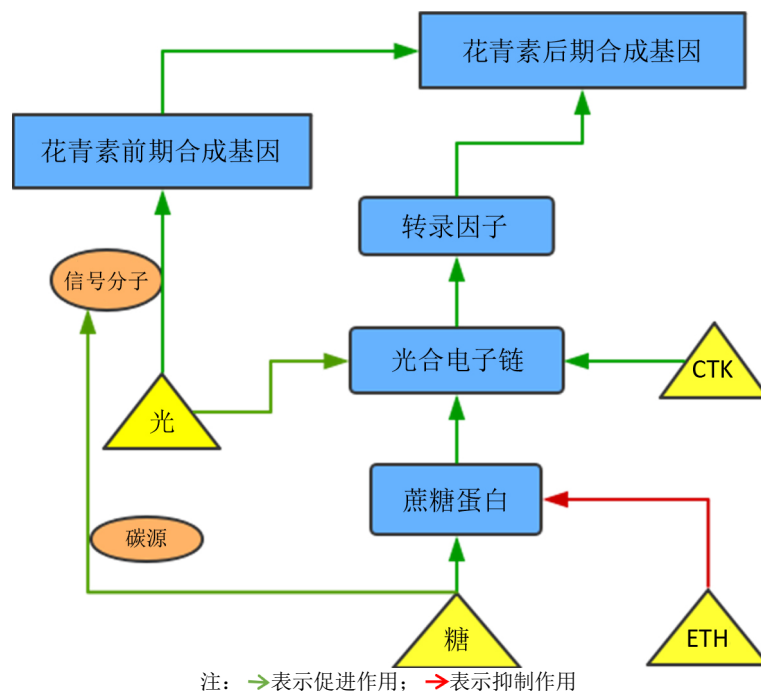 花青素后期合成基因
花青素前期合成基因
转录因子
信号分子
光合电子链
CTK
光
蔗糖蛋白
碳源
糖
ETH
注： →表示促进作用； →表示抑制作用